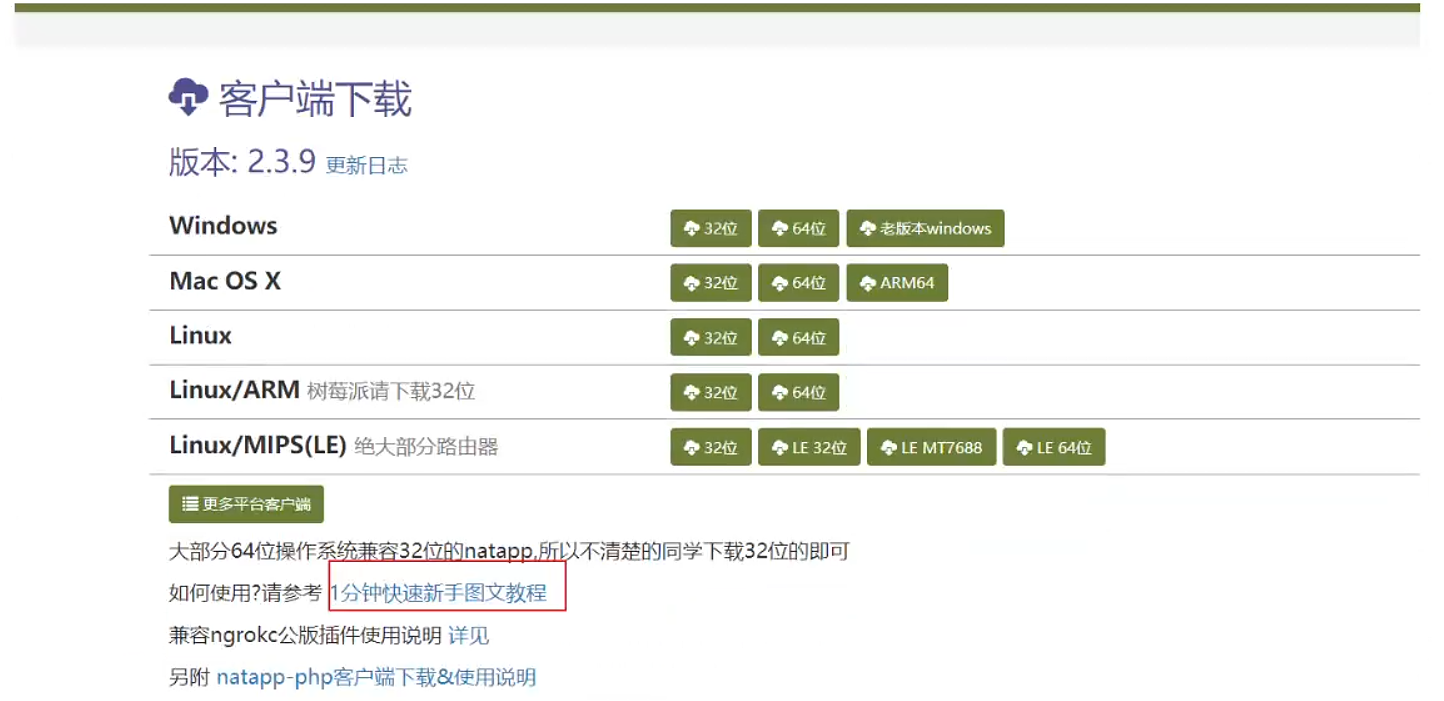 客户端下载
版本: 2.3.9 更新日志
Windows 32位 64位 老版本windows
Mac OS X 32位 64位 ARM64
Linux 32位 64位
Linux/ARM 树莓派请下载32位 32位 64位
Linux/MIPS(LE) 绝大部分路由器 32位 LE 32位 LE MT7688 LE 64位
更多平台客户端
大部分64位操作系统兼容32位的natapp,所以不清楚的同学下载32位的即可
如何使用?请参考 1分钟快速新手图文教程
兼容ngrokc公版插件使用说明 详见
另附 natapp-php客户端下载&使用说明